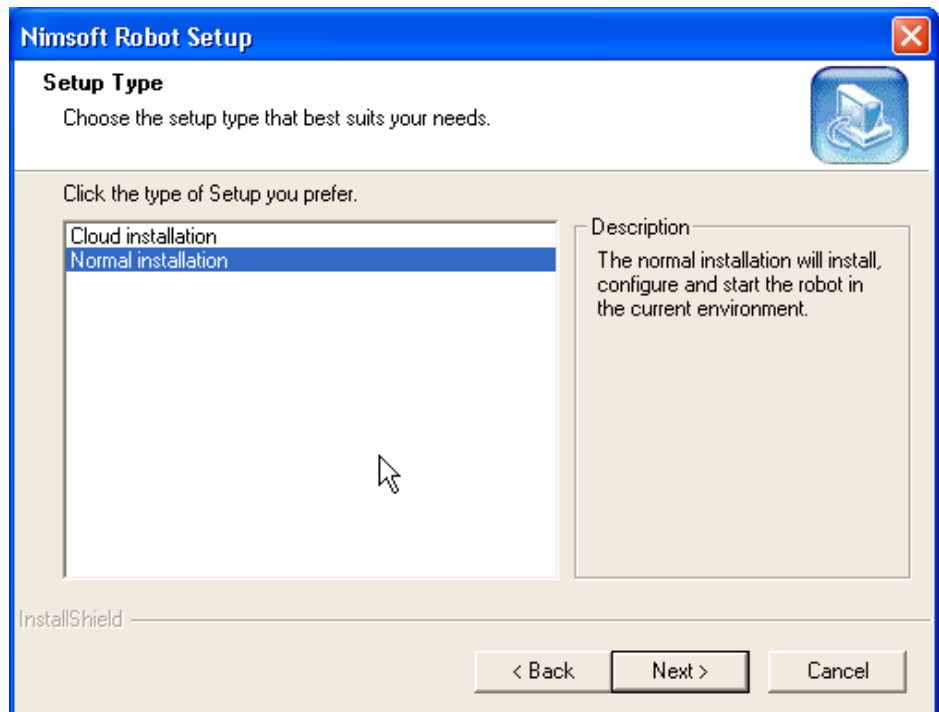 Nimsoft Robot Setup
Setup Type
Choose the setup type that best suits your needs.
Click the type of Setup you prefer.
Cloud installation
Normal installation
Description
The normal installation will install,
configure and start the robot in
the current environment.
InstallShield
< Back
Next >
Cancel